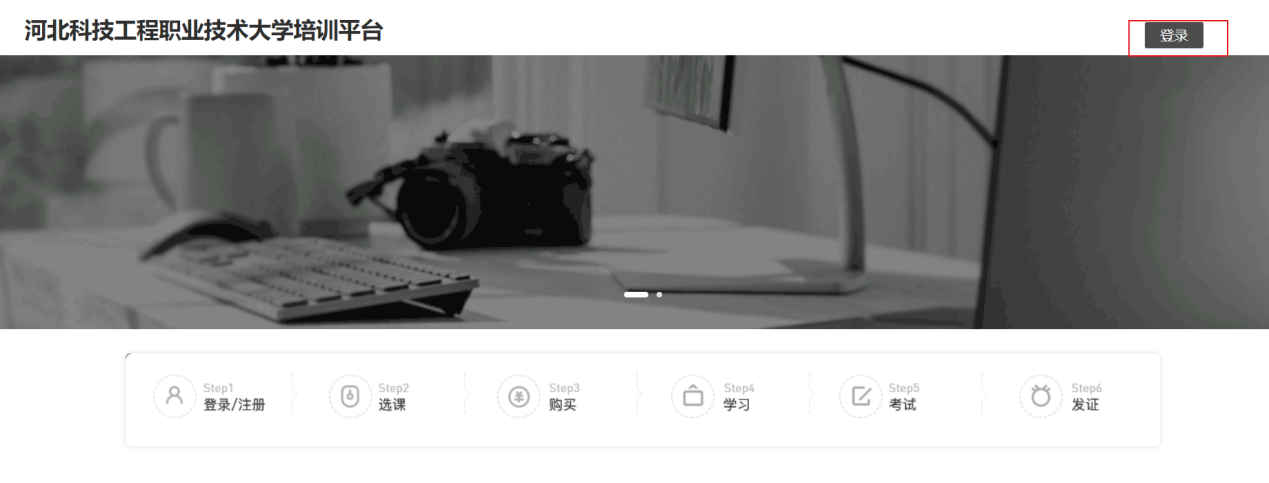 河北科技工程职业技术大学培训平台
登录
Step1
登录/注册
Step2
选课
Step3
购买
Step4
学习
Step5
考试
Step6
发证